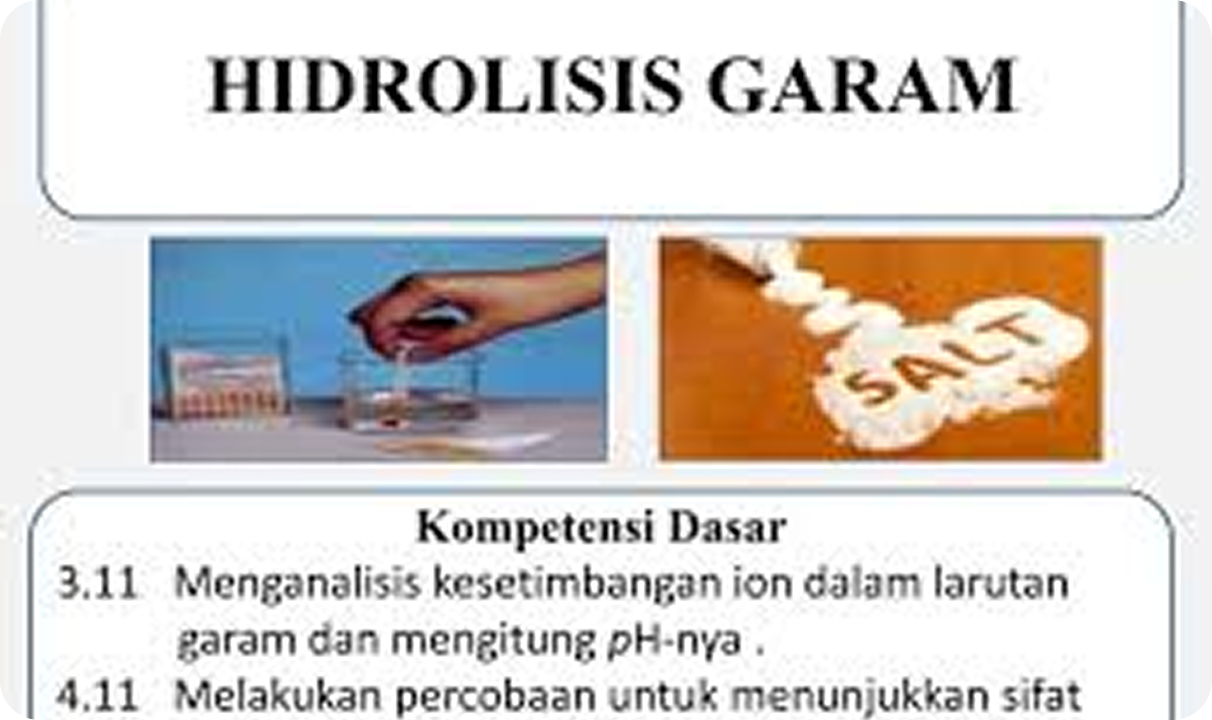 HIDROLISIS GARAM
SALT
Kompetensi Dasar
3.11 Menganalisis kesetimbangan ion dalam larutan
garam dan mengitung pH-nya .
4.11 Melakukan percobaan untuk menunjukkan sifat